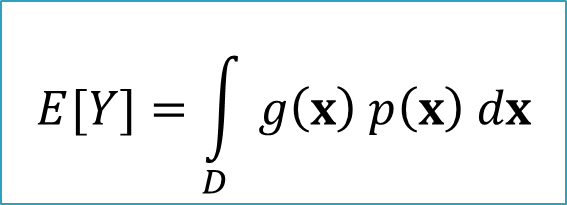 E[Y] = ∫_D g(𝐱) p(𝐱) d𝐱